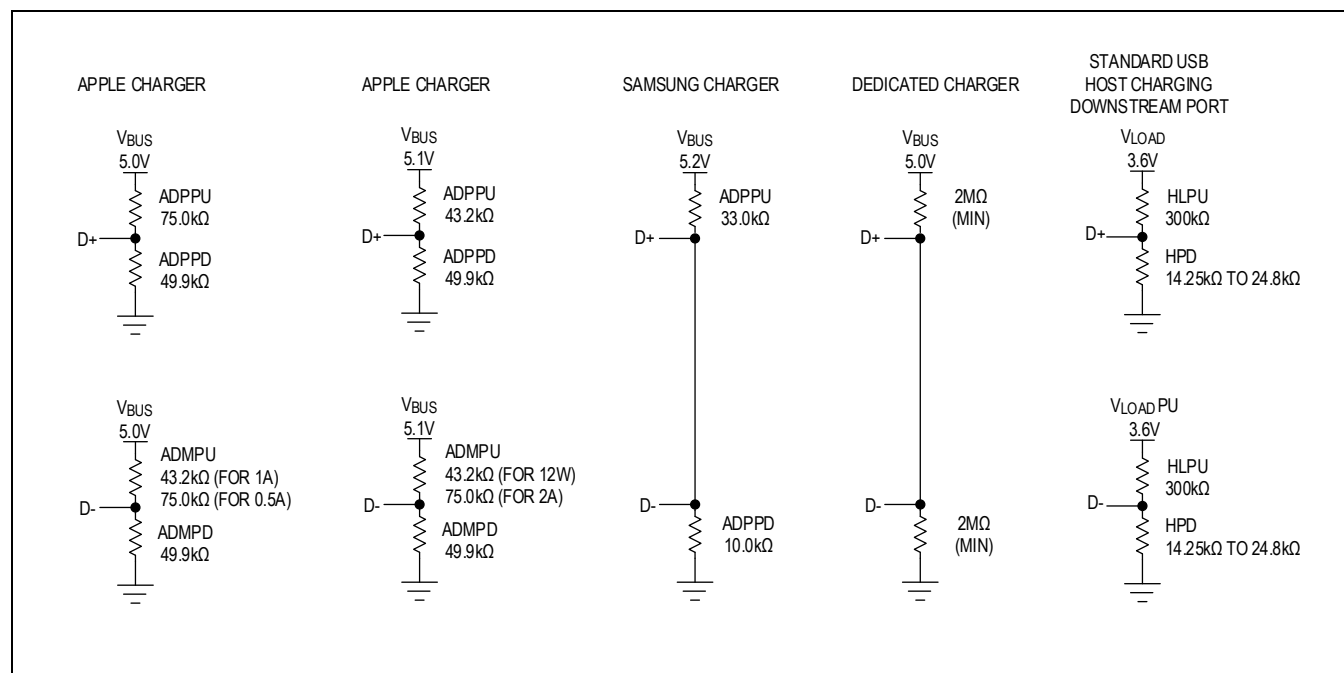 APPLE CHARGER
VBUS
5.0V
ADPPU
75.0kΩ
D+
ADPPD
49.9kΩ
VBUS
5.0V
ADMPU
43.2kΩ (FOR 1A)
75.0kΩ (FOR 0.5A)
D-
ADMPD
49.9kΩ
APPLE CHARGER
VBUS
5.1V
ADPPU
43.2kΩ
D+
ADPPD
49.9kΩ
VBUS
5.1V
ADMPU
43.2kΩ (FOR 12W)
75.0kΩ (FOR 2A)
D-
ADMPD
49.9kΩ
SAMSUNG CHARGER
VBUS
5.2V
ADPPU
33.0kΩ
D+
D-
ADPPD
10.0kΩ
DEDICATED CHARGER
VBUS
5.0V
2MΩ
(MIN)
D+
D-
2MΩ
(MIN)
STANDARD USB
HOST CHARGING
DOWNSTREAM PORT
VLOAD
3.6V
HLPU
300kΩ
D+
HPD
14.25kΩ TO 24.8kΩ
VLOADPU
3.6V
HLPU
300kΩ
D-
HPD
14.25kΩ TO 24.8kΩ